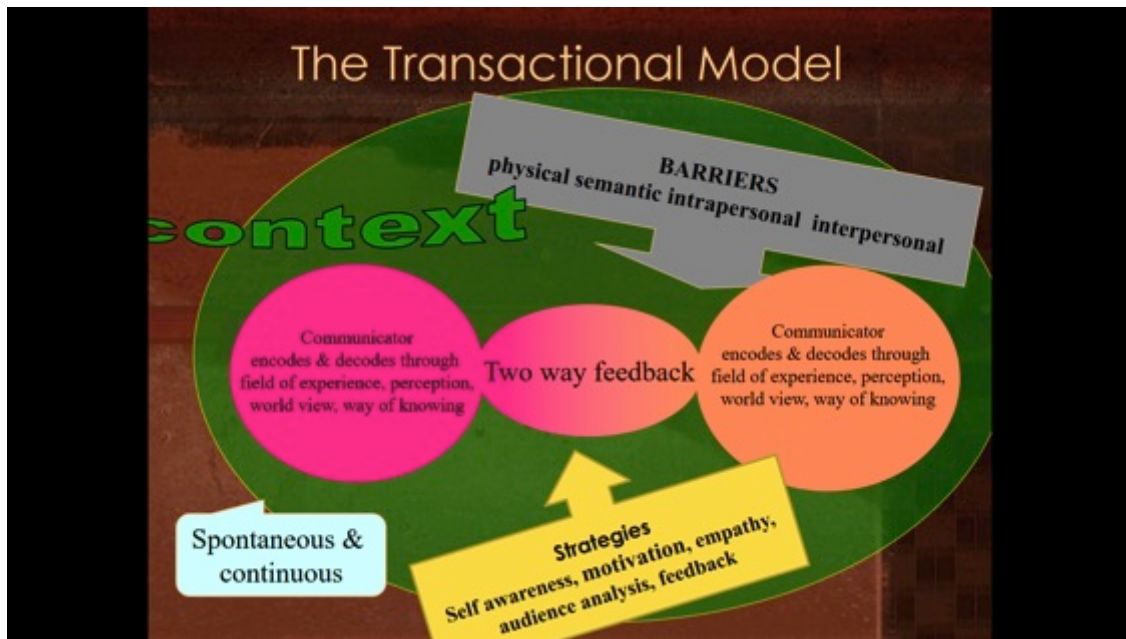 The Transactional Model
BARRIERS
physical semantic intrapersonal interpersonal
context
Communicator
encodes & decodes through
field of experience, perception,
world view, way of knowing
Two way feedback
Communicator
encodes & decodes through
field of experience, perception,
world view, way of knowing
Spontaneous &
continuous
Strategies
Self awareness, motivation, empathy,
audience analysis, feedback